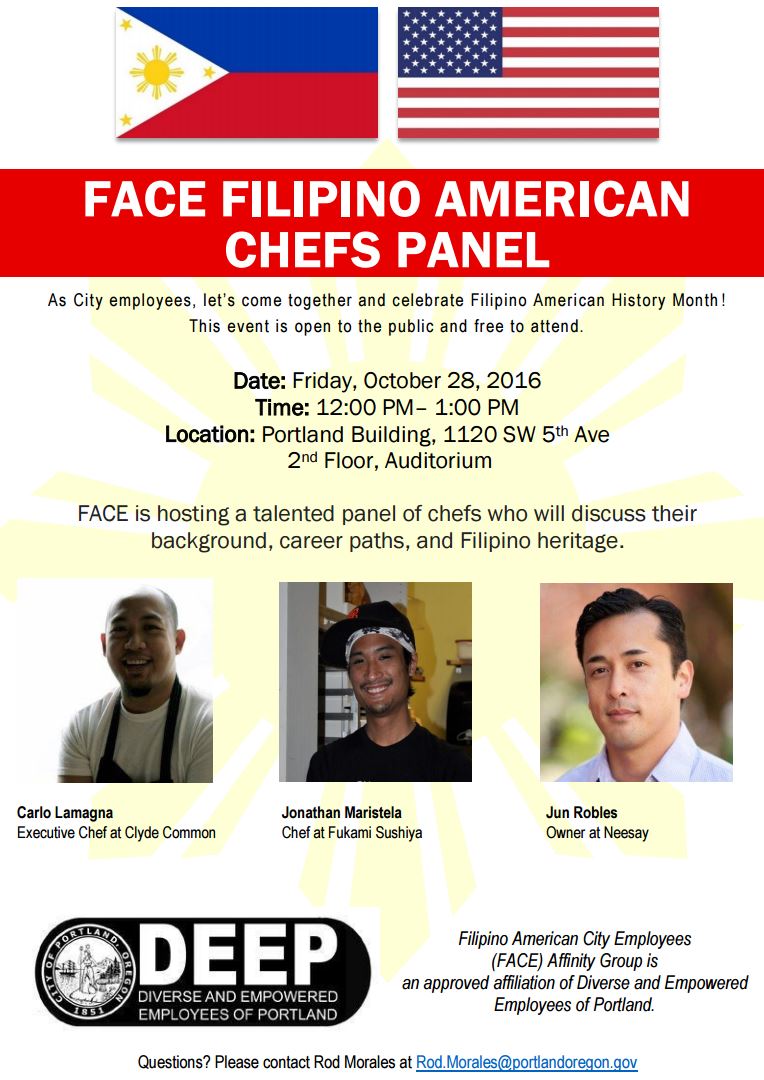 FACE FILIPINO AMERICAN
CHEFS PANEL
As City employees, let's come together and celebrate Filipino American History Month!
This event is open to the public and free to attend.
Date: Friday, October 28, 2016
Time: 12:00 PM– 1:00 PM
Location: Portland Building, 1120 SW 5th Ave
2nd Floor, Auditorium
FACE is hosting a talented panel of chefs who will discuss their
background, career paths, and Filipino heritage.
Carlo Lamagna
Executive Chef at Clyde Common
Jonathan Maristela
Chef at Fukami Sushiya
Jun Robles
Owner at Neesay
CITY OF PORTLAND, OREGON
1851
DEEP
DIVERSE AND EMPOWERED
EMPLOYEES OF PORTLAND
Filipino American City Employees
(FACE) Affinity Group is
an approved affiliation of Diverse and Empowered
Employees of Portland.
Questions? Please contact Rod Morales at Rod.Morales@portlandoregon.gov